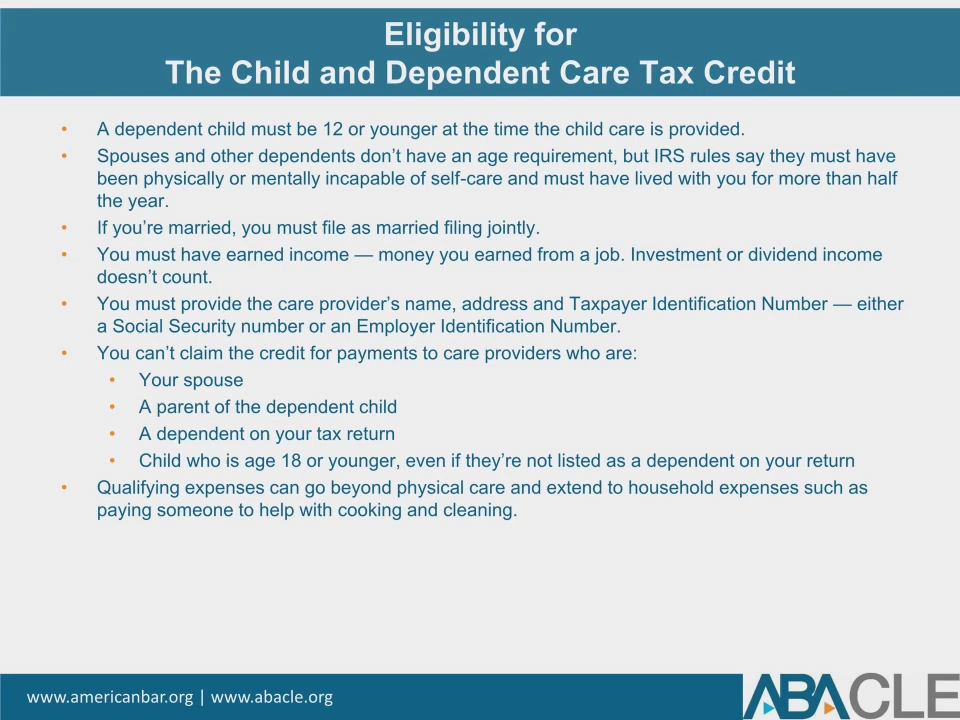 Eligibility for
The Child and Dependent Care Tax Credit
• A dependent child must be 12 or younger at the time the child care is provided.
• Spouses and other dependents don’t have an age requirement, but IRS rules say they must have
been physically or mentally incapable of self-care and must have lived with you for more than half
the year.
• If you’re married, you must file as married filing jointly.
• You must have earned income — money you earned from a job. Investment or dividend income
doesn’t count.
• You must provide the care provider’s name, address and Taxpayer Identification Number — either
a Social Security number or an Employer Identification Number.
• You can’t claim the credit for payments to care providers who are:
• Your spouse
• A parent of the dependent child
• A dependent on your tax return
• Child who is age 18 or younger, even if they’re not listed as a dependent on your return
• Qualifying expenses can go beyond physical care and extend to household expenses such as
paying someone to help with cooking and cleaning.
www.americanbar.org | www.abacle.org
ABACLE